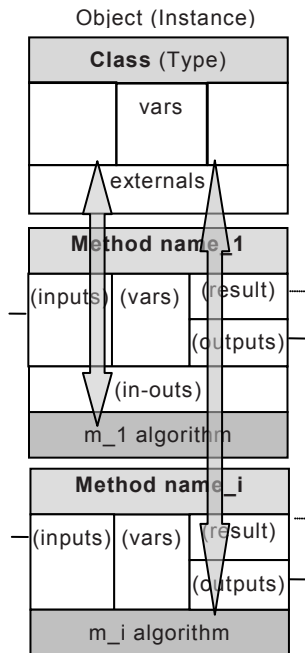 Object (Instance)
Class (Type)
vars
externals
Method name_1
(inputs) (vars) (result)
(outputs)
(in-outs)
m_1 algorithm
Method name_i
(inputs) (vars) (result)
(outputs)
m_i algorithm